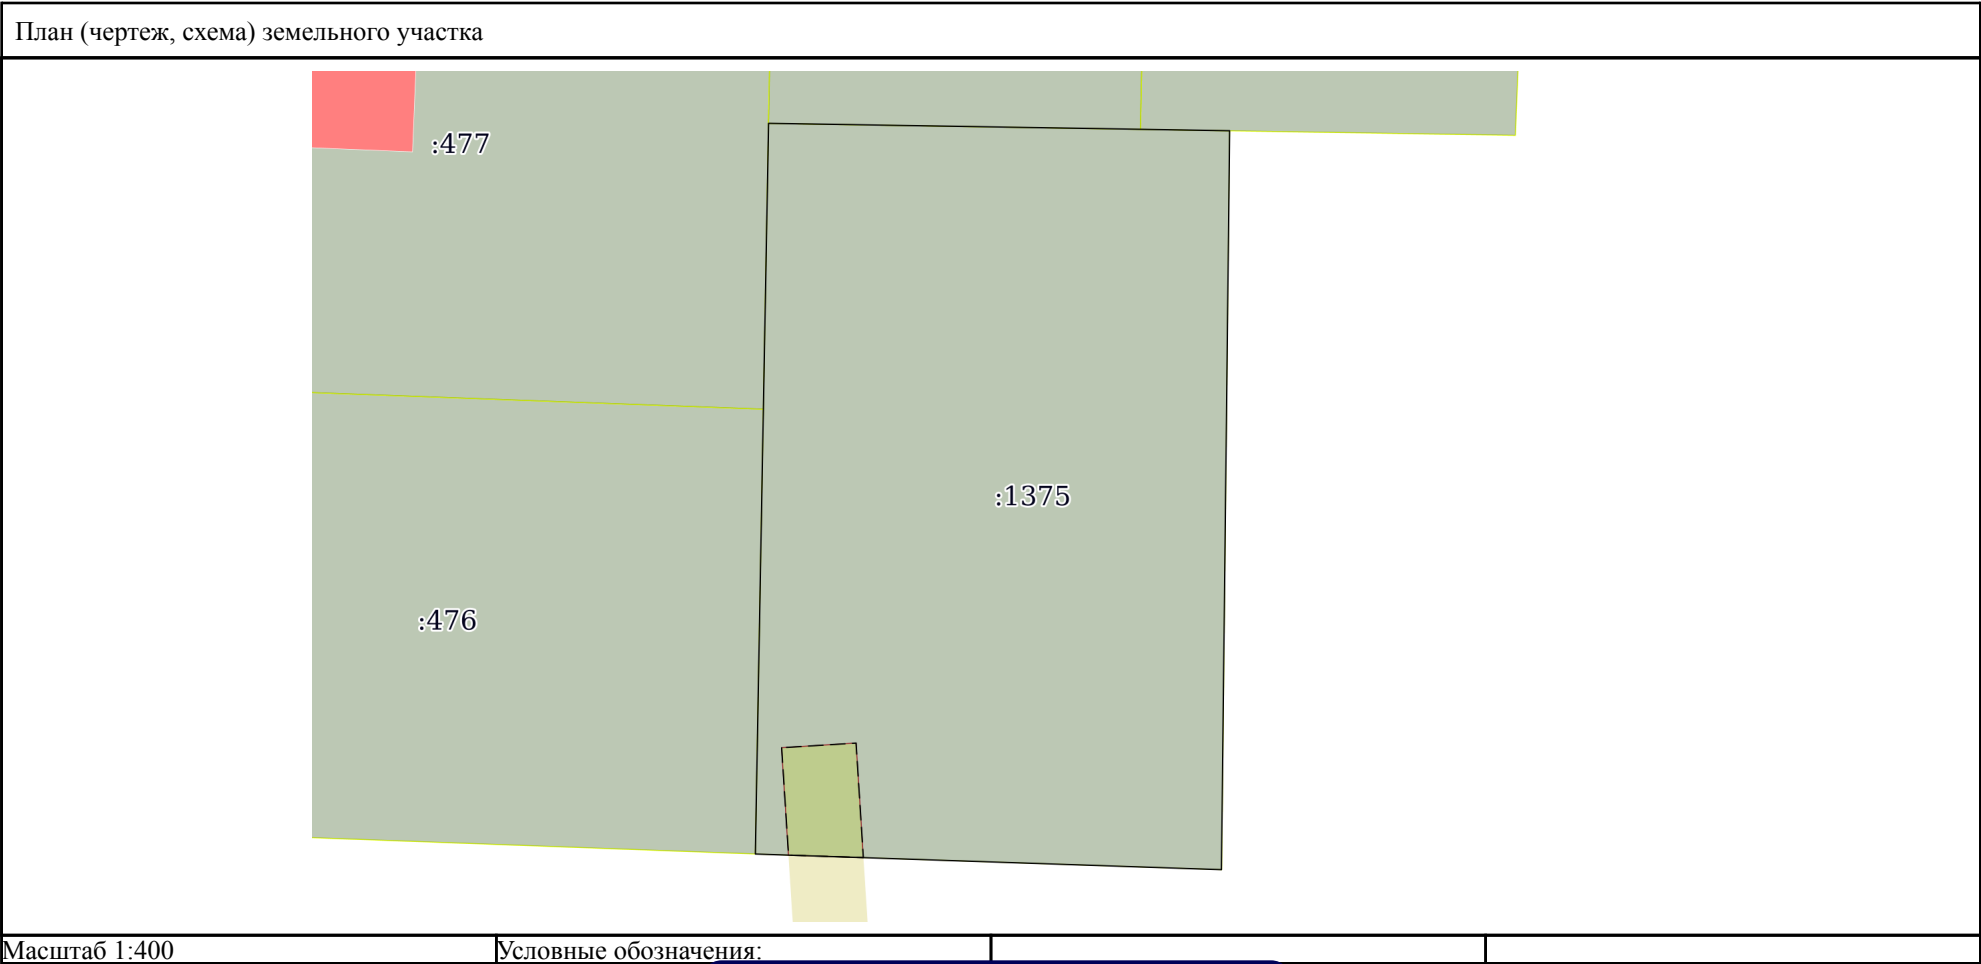 План (чертеж, схема) земельного участка
:477
:1375
:476
Масштаб 1:400
Условные обозначения: